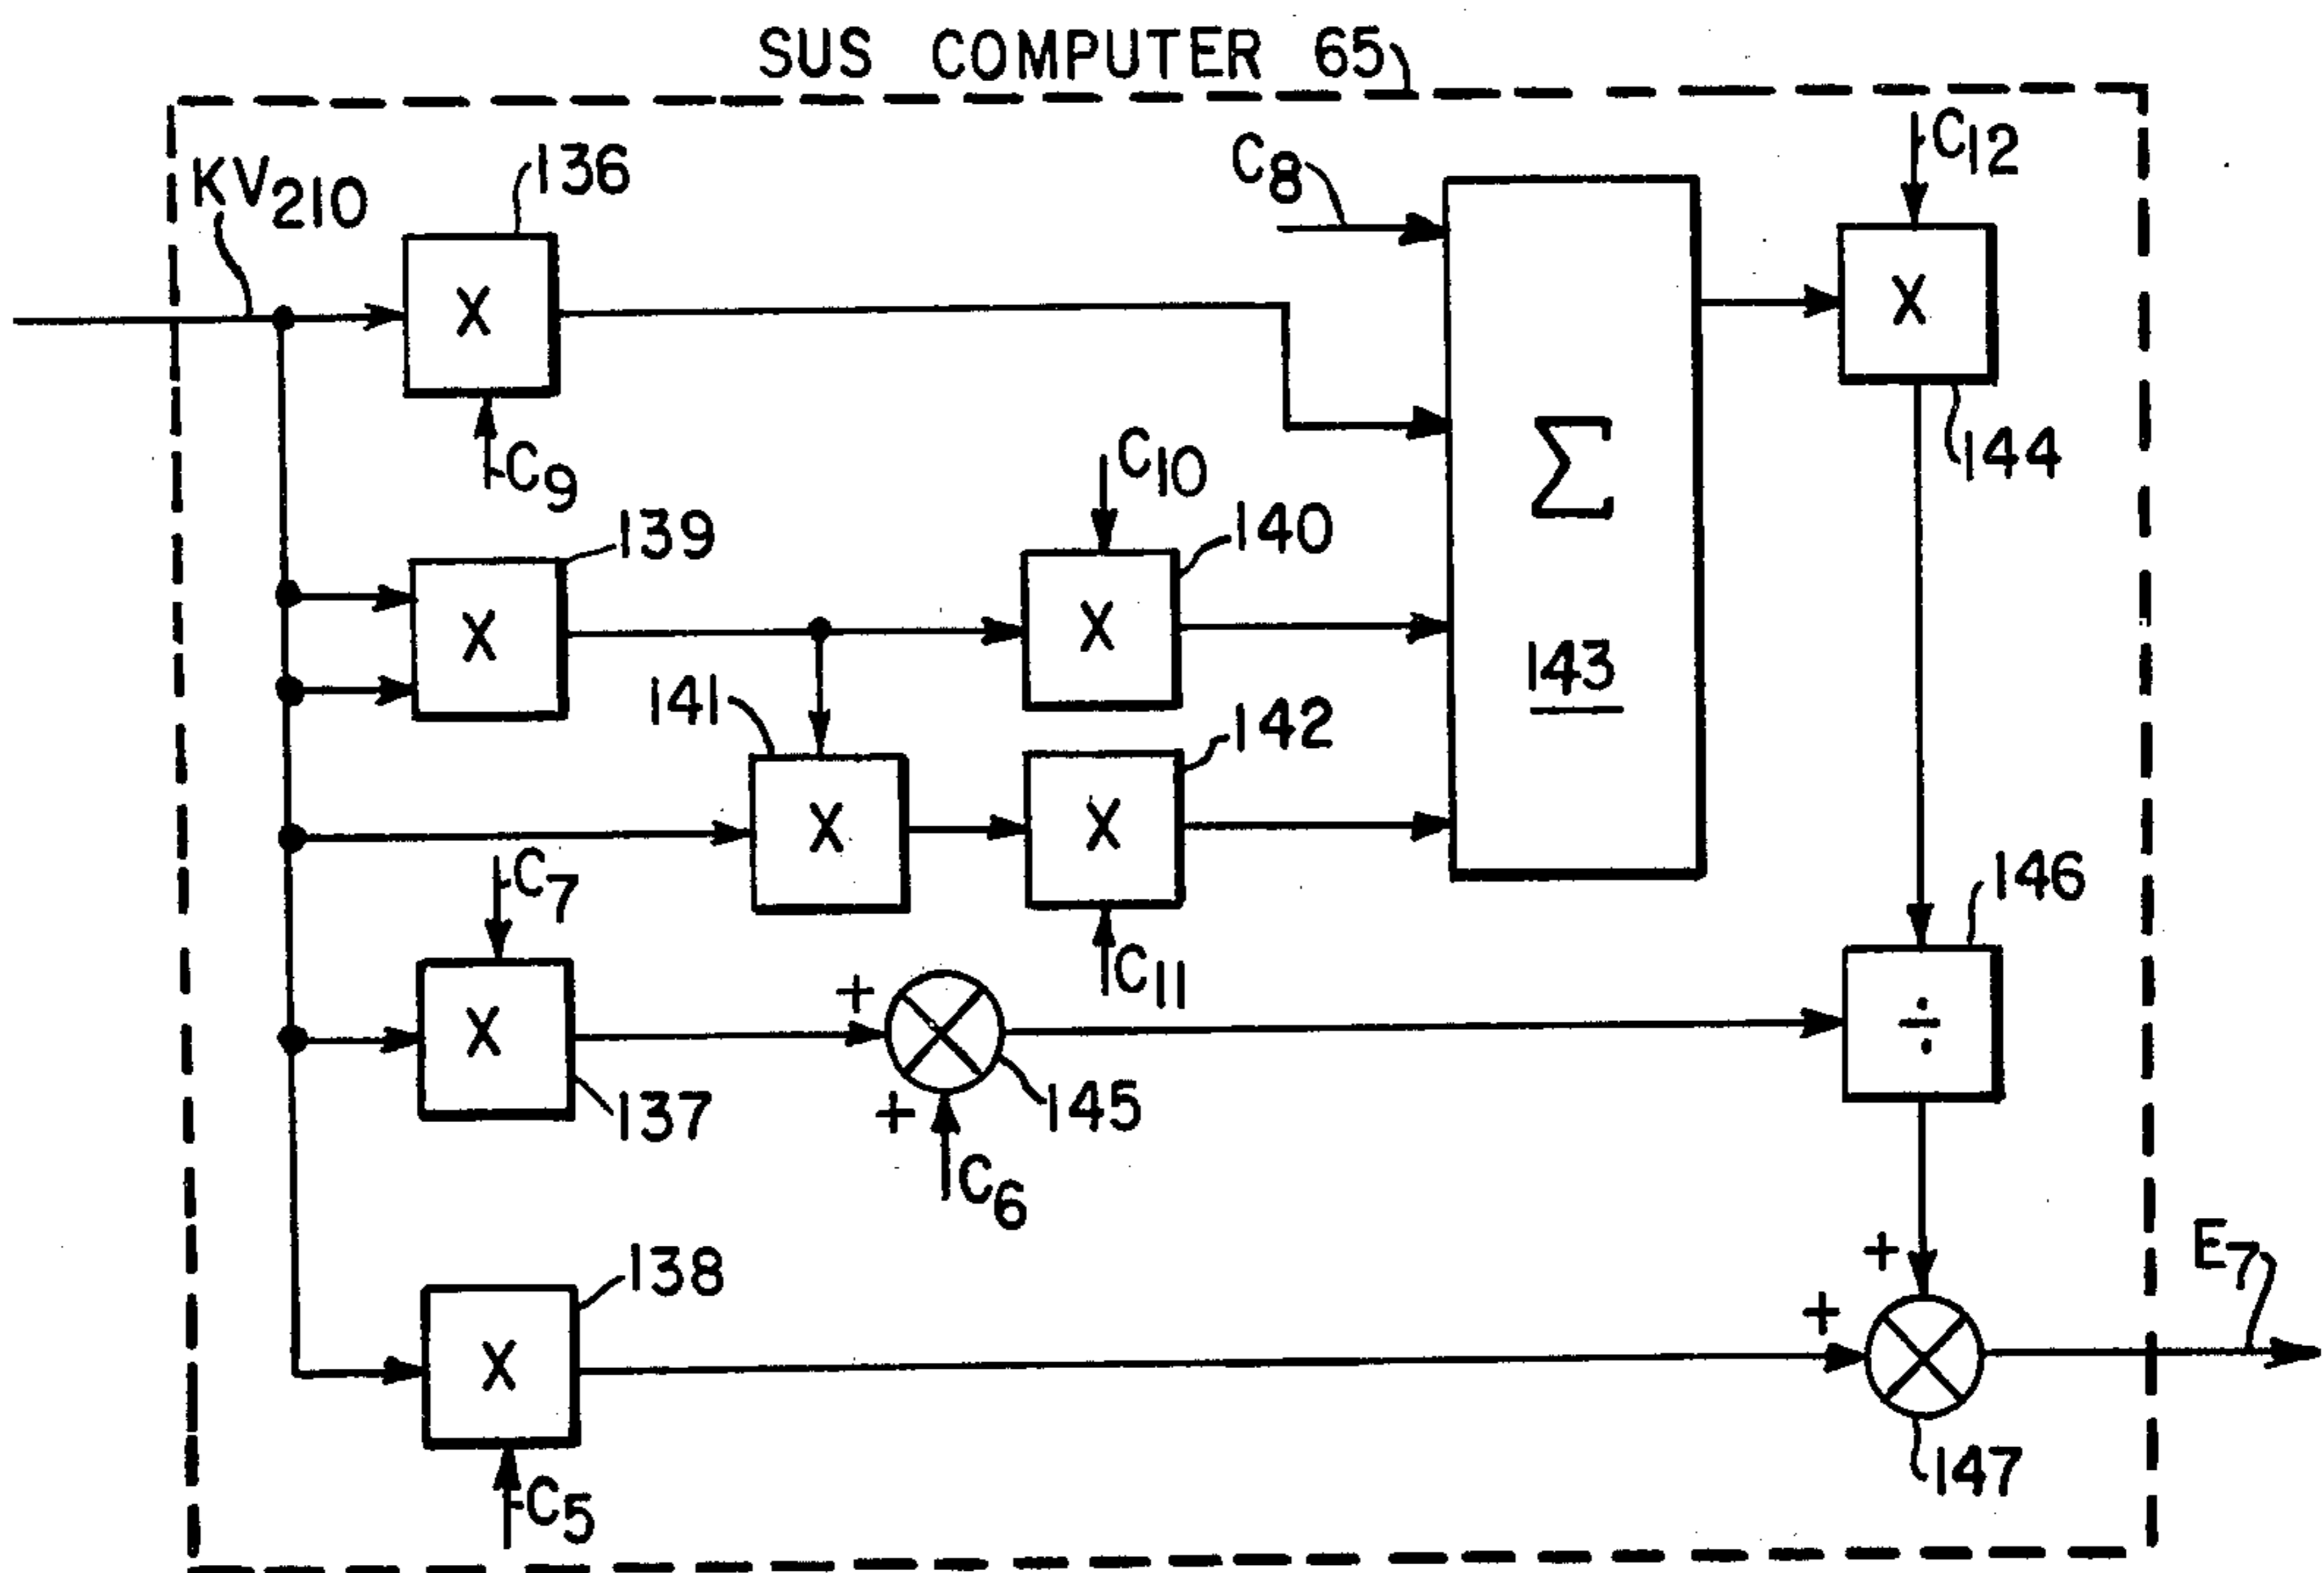 SUS COMPUTER 65
KV210
136
C8
C12
X
X
C9
144
C10
139
140
Σ
X
X
143
141
142
X
X
C7
146
C11
+
X
÷
137
145
+
C6
138
+
E7
+
X
C5
147